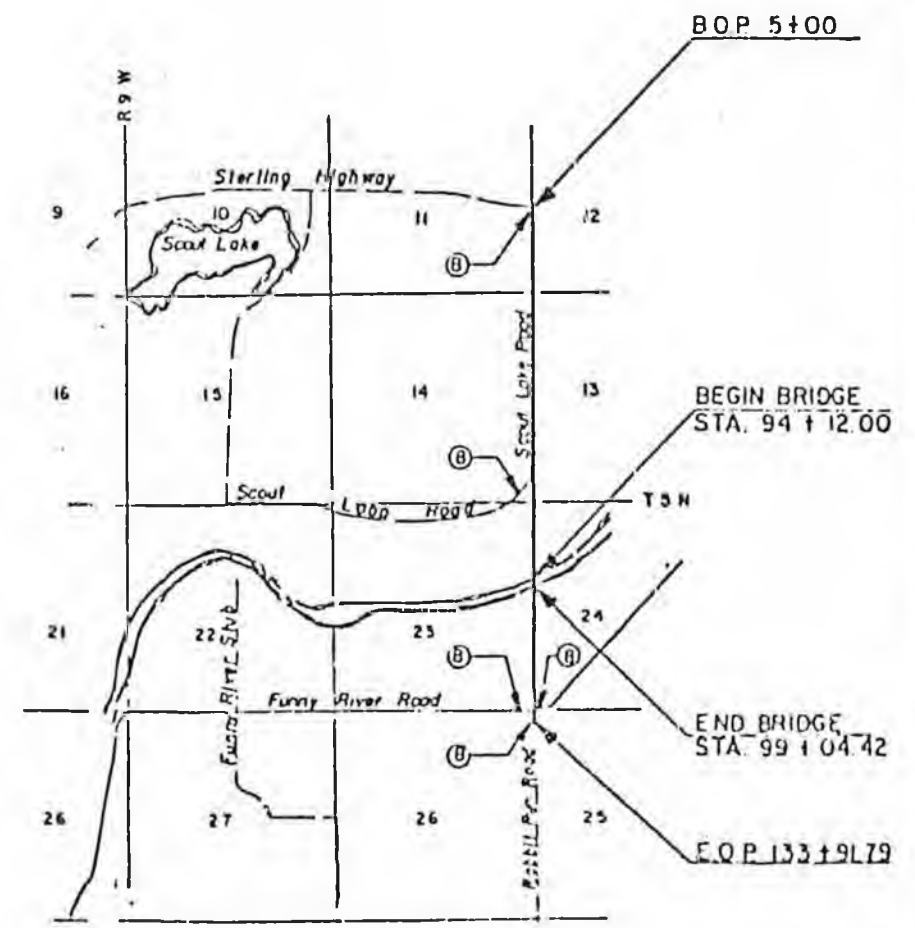 BOP 5+00
R 9 W
Sterling Highway
9
10
11
12
Scout Lake
B
Scout Lake Road
16
15
14
13
BEGIN BRIDGE
STA. 94 + 12.00
B
Scout Loop Road
T 5 N
21
22
23
24
B
B
Funny River Road
B
END BRIDGE
STA. 99 + 04.42
26
27
26
25
E.O.P. 133+91.79